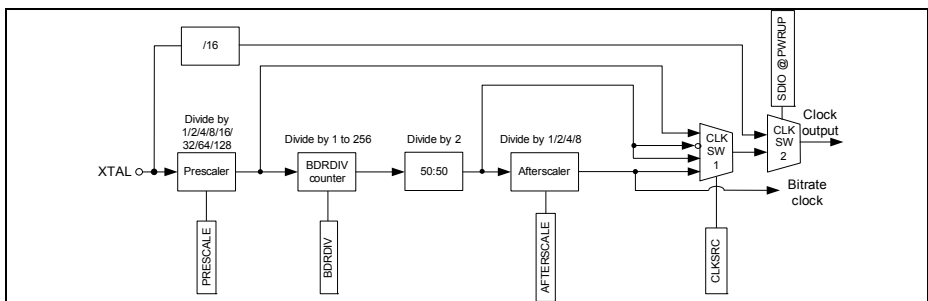 /16
SDIO @ PWRUP
Divide by
1/2/4/8/16/
32/64/128
Divide by 1 to 256
Divide by 2
Divide by 1/2/4/8
CLK
SW
1
CLK
SW
2
Clock
output
XTAL
Prescaler
BDRDIV
counter
50:50
Afterscaler
Bitrate
clock
PRESCALE
BDRDIV
AFTERSCALE
CLKSRC